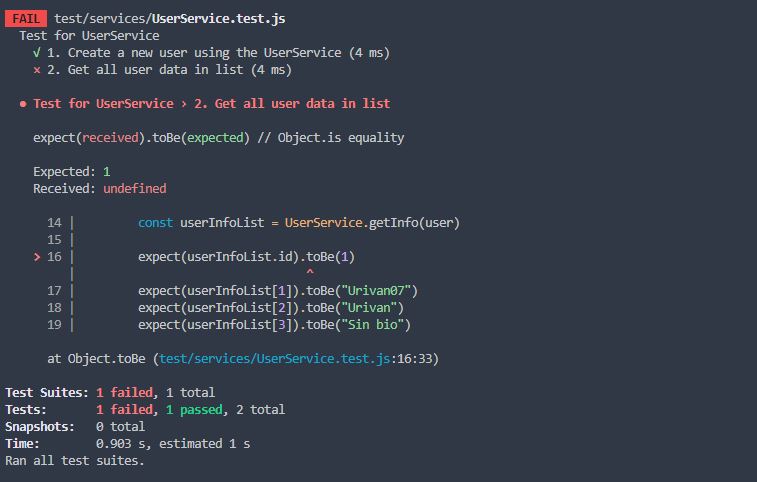 FAIL test/services/UserService.test.js
  Test for UserService
    √ 1. Create a new user using the UserService (4 ms)
    × 2. Get all user data in list (4 ms)

  ● Test for UserService › 2. Get all user data in list

    expect(received).toBe(expected) // Object.is equality

    Expected: 1
    Received: undefined

      14 |         const userInfoList = UserService.getInfo(user)
      15 |
    > 16 |         expect(userInfoList.id).toBe(1)
         |                                 ^
      17 |         expect(userInfoList[1]).toBe("Urivan07")
      18 |         expect(userInfoList[2]).toBe("Urivan")
      19 |         expect(userInfoList[3]).toBe("Sin bio")

      at Object.toBe (test/services/UserService.test.js:16:33)

Test Suites: 1 failed, 1 total
Tests:       1 failed, 1 passed, 2 total
Snapshots:   0 total
Time:        0.903 s, estimated 1 s
Ran all test suites.